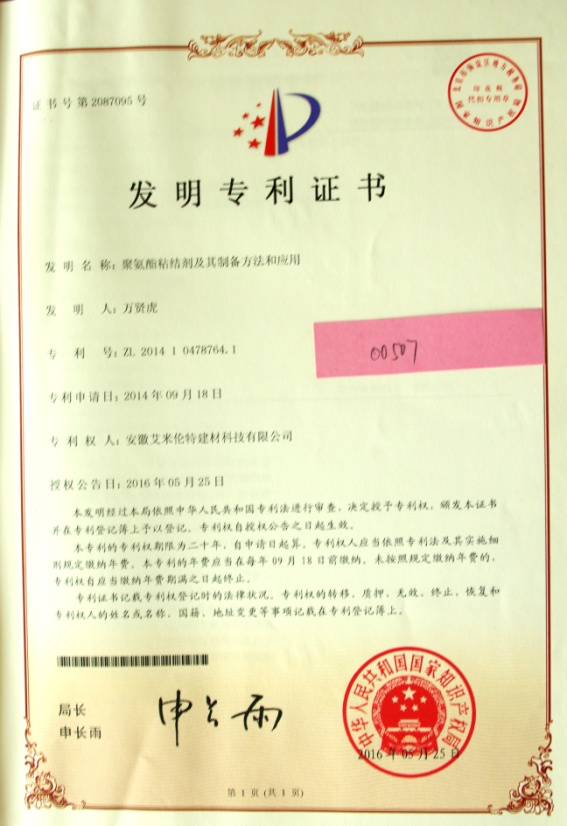 证书号第2087095号
印花税
代扣专用章
发明专利证书
发明名称：聚氨酯粘结剂及其制备方法和应用
发明人：万贤虎
专利号：ZL 2014 1 0478764.1
00507
专利申请日：2014年09月18日
专利权人：安徽艾米伦特建材科技有限公司
授权公告日：2016年05月25日
本发明经过本局依照中华人民共和国专利法进行审查，决定授予专利权，颁发本证书
并在专利登记簿上予以登记。专利权自授权公告之日起生效。
本专利的专利权期限为二十年，自申请日起算。专利权人应当依照专利法及其实施细
则规定缴纳年费。本专利的年费应当在每年09月18日前缴纳。未按照规定缴纳年费的，
专利权自应当缴纳年费期满之日起终止。
专利证书记载专利权登记时的法律状况。专利权的转移、质押、无效、终止、恢复和
专利权人的姓名或名称、国籍、地址变更等事项记载在专利登记簿上。
局长
申长雨
申长雨
中华人民共和国国家知识产权局
2016年05月25日
第1页(共1页)